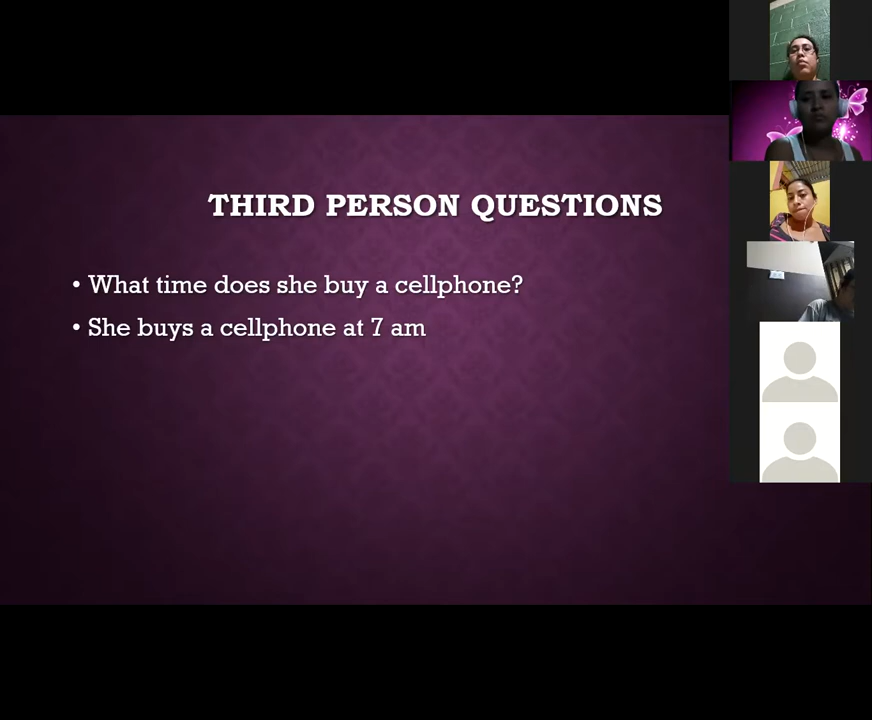 THIRD PERSON QUESTIONS
• What time does she buy a cellphone?
• She buys a cellphone at 7 am